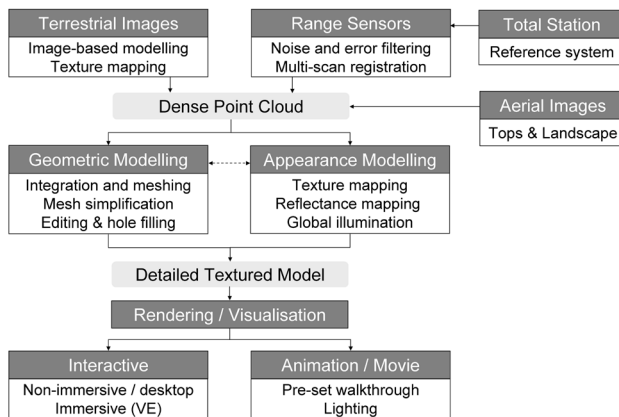 Terrestrial Images
Image-based modelling
Texture mapping
Range Sensors
Noise and error filtering
Multi-scan registration
Total Station
Reference system
Dense Point Cloud
Aerial Images
Tops & Landscape
Geometric Modelling
Integration and meshing
Mesh simplification
Editing & hole filling
Appearance Modelling
Texture mapping
Reflectance mapping
Global illumination
Detailed Textured Model
Rendering / Visualisation
Interactive
Non-immersive / desktop
Immersive (VE)
Animation / Movie
Pre-set walkthrough
Lighting